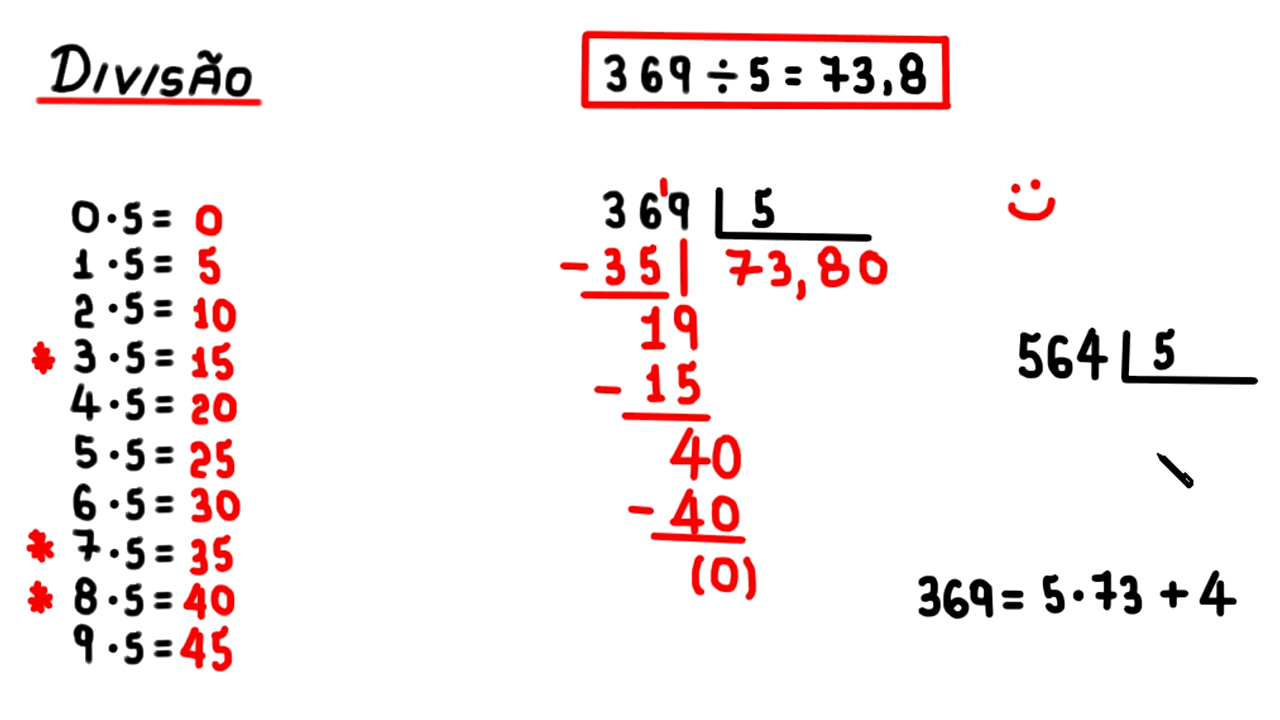 DIVISÃO
369 ÷ 5 = 73,8
0·5= 0
1·5= 5
2·5= 10
* 3·5= 15
4·5= 20
5·5= 25
6·5= 30
* 7·5= 35
* 8·5= 40
9·5= 45
369 5
-35 73,80
19
-15
40
-40
(0)
564 5
369= 5·73 + 4